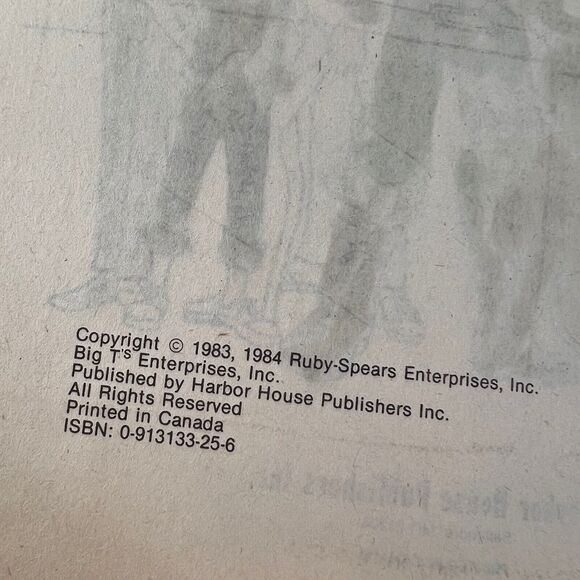 Copyright © 1983, 1984 Ruby-Spears Enterprises, Inc.
Big T's Enterprises, Inc.
Published by Harbor House Publishers Inc.
All Rights Reserved
Printed in Canada
ISBN: 0-913133-25-6